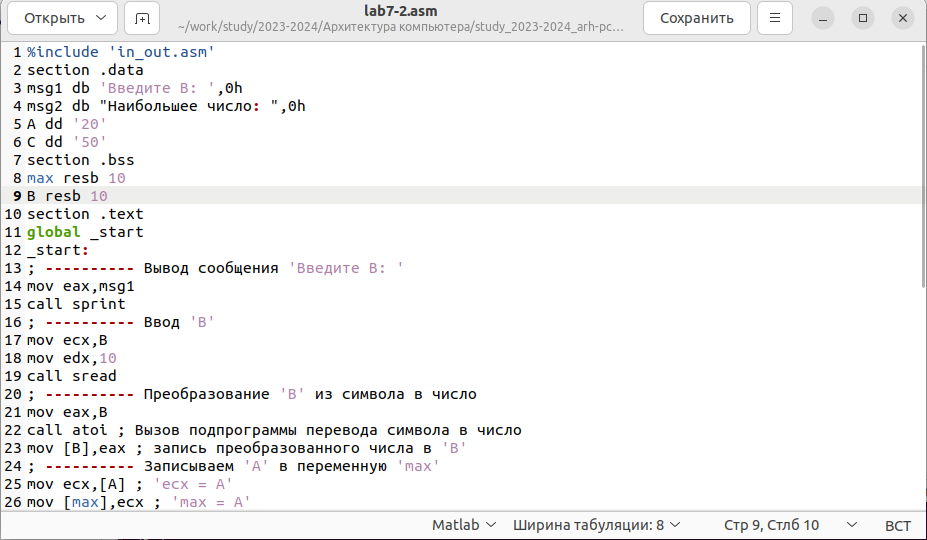 Открыть
lab7-2.asm
~/work/study/2023-2024/Архитектура компьютера/study_2023-2024_arh-pc...
Сохранить
1 %include 'in_out.asm'
2 section .data
3 msg1 db 'Введите B: ',0h
4 msg2 db "Наибольшее число: ",0h
5 A dd '20'
6 C dd '50'
7 section .bss
8 max resb 10
9 B resb 10
10 section .text
11 global _start
12 _start:
13 ; ---------- Вывод сообщения 'Введите B: '
14 mov eax,msg1
15 call sprint
16 ; ---------- Ввод 'B'
17 mov ecx,B
18 mov edx,10
19 call sread
20 ; ---------- Преобразование 'B' из символа в число
21 mov eax,B
22 call atoi ; Вызов подпрограммы перевода символа в число
23 mov [B],eax ; запись преобразованного числа в 'B'
24 ; ---------- Записываем 'A' в переменную 'max'
25 mov ecx,[A] ; 'ecx = A'
26 mov [max],ecx ; 'max = A'
Matlab Ширина табуляции: 8 Стр 9, Стлб 10 ВСТ